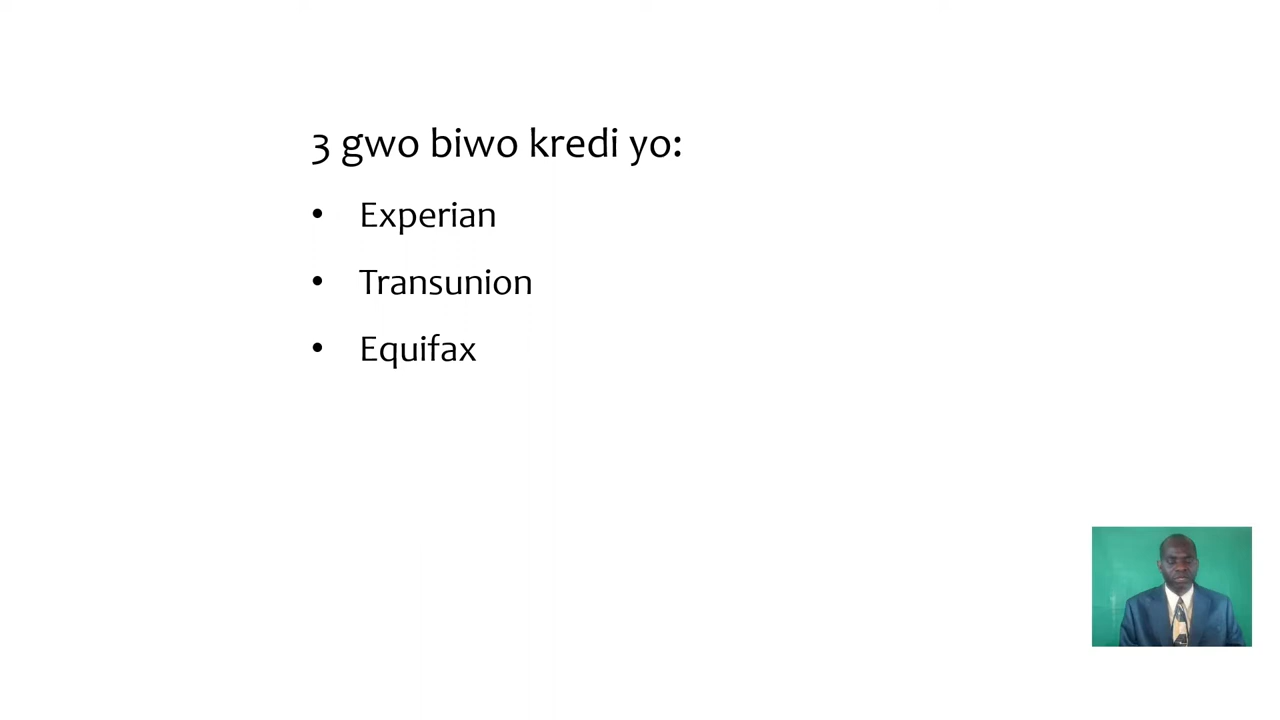 3 gwo biwo kredi yo:
• Experian
• Transunion
• Equifax